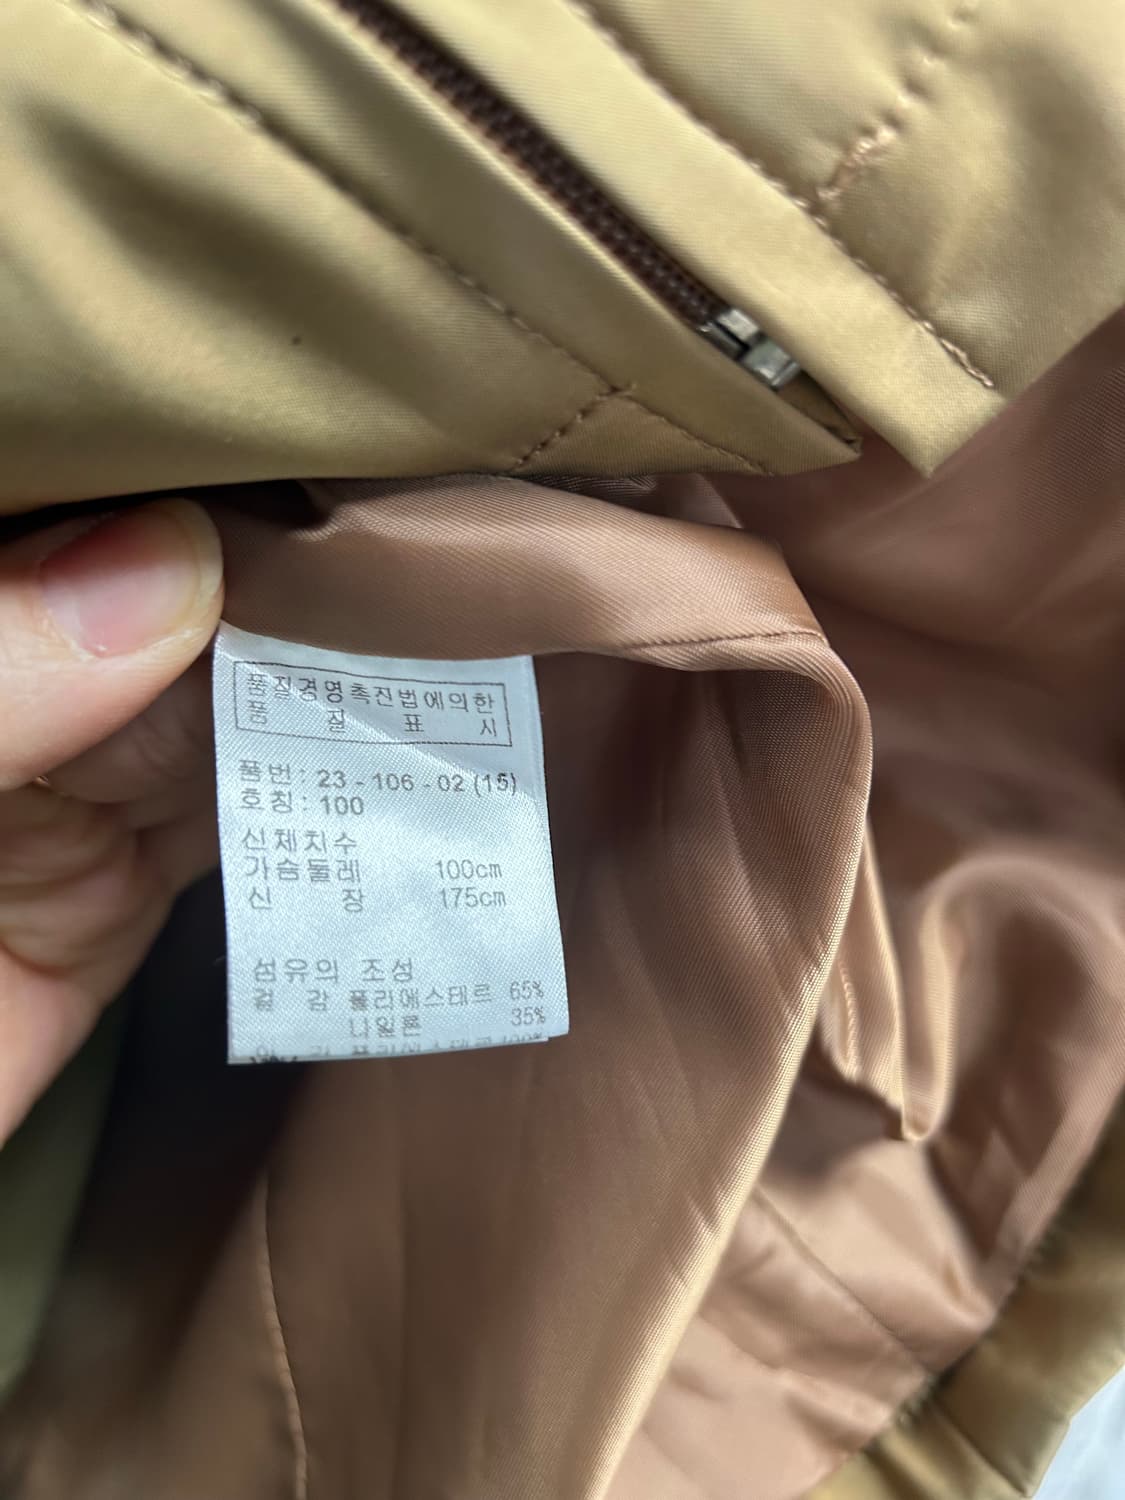 품질경영촉진법에의한
품 질 표 시
품번 : 23 - 106 - 02 (15)
호칭 : 100
신체치수
가슴둘레 100cm
신 장 175cm
섬유의 조성
겉 감 폴리에스테르 65%
나일론 35%